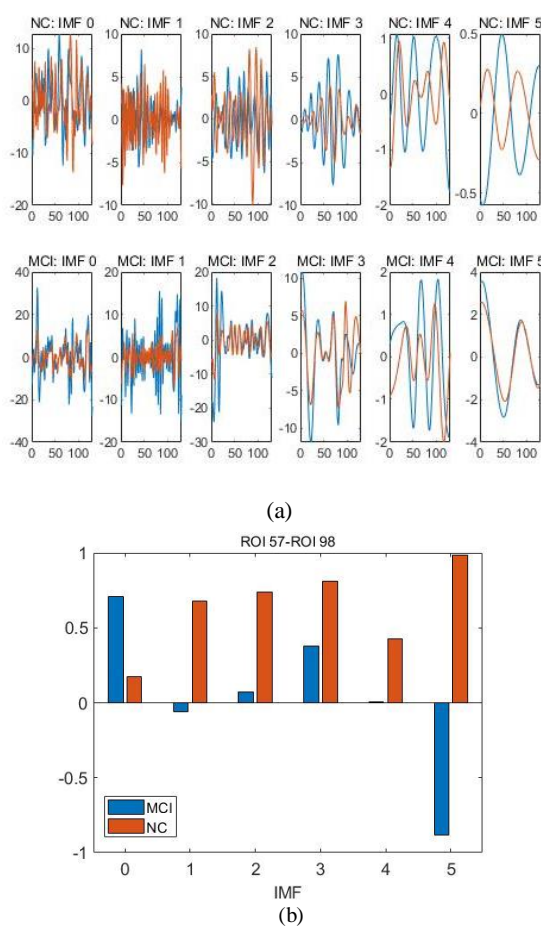 NC: IMF 0 NC: IMF 1 NC: IMF 2 NC: IMF 3 NC: IMF 4 NC: IMF 5
10 0 -10 -20
10 5 0 -5 -10
10 5 0 -5 -10
10 5 0 -5 -10
1 0 -1 -2
0.5 0 -0.5
0 50 100 0 50 100 0 50 100 0 50 100 0 50 100 0 50 100
MCI: IMF 0 MCI: IMF 1 MCI: IMF 2 MCI: IMF 3 MCI: IMF 4 MCI: IMF 5
40 20 0 -20 -40
20 10 0 -10 -20
20 10 0 -10 -20 -30
10 5 0 -5 -10
2 1 0 -1 -2
4 2 0 -2 -4
0 50 100 0 50 100 0 50 100 0 50 100 0 50 100 0 50 100
(a)
ROI 57-ROI 98
1
0.5
0
-0.5
-1
MCI
NC
0 1 2 3 4 5
IMF
(b)